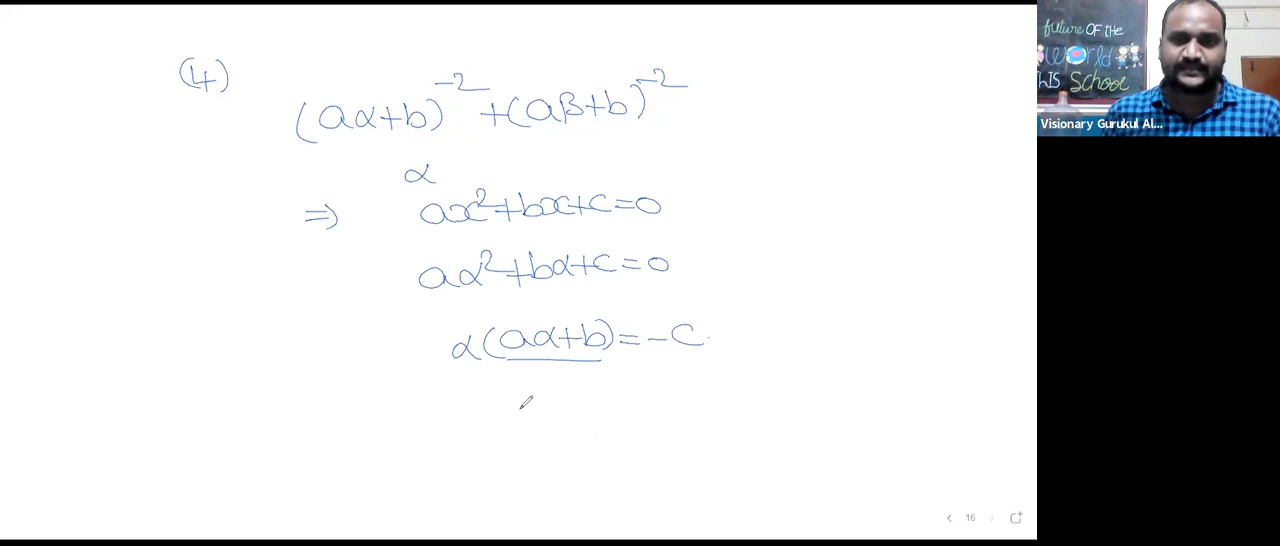 (4)
(aα+b)⁻² + (aβ+b)⁻²
α
⇒ ax²+bx+c=0
aα²+bα+c=0
α(aα+b)=-c.
future OF THE
World
THIS SCHOOL
Visionary Gurukul Al...
16